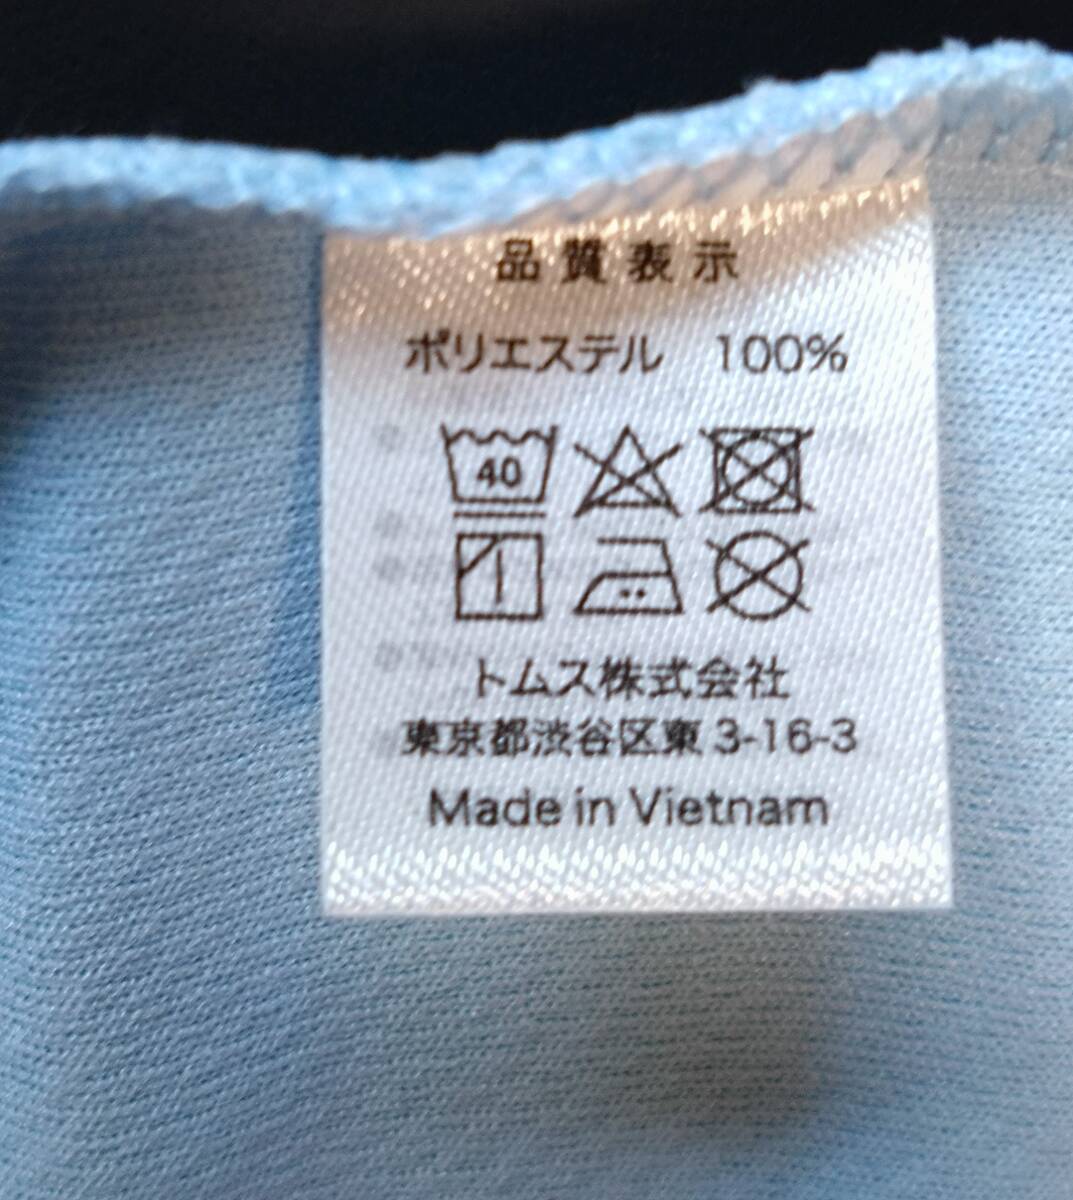 品質表示
ポリエステル 100%
40
トムス株式会社
東京都渋谷区東3-16-3
Made in Vietnam